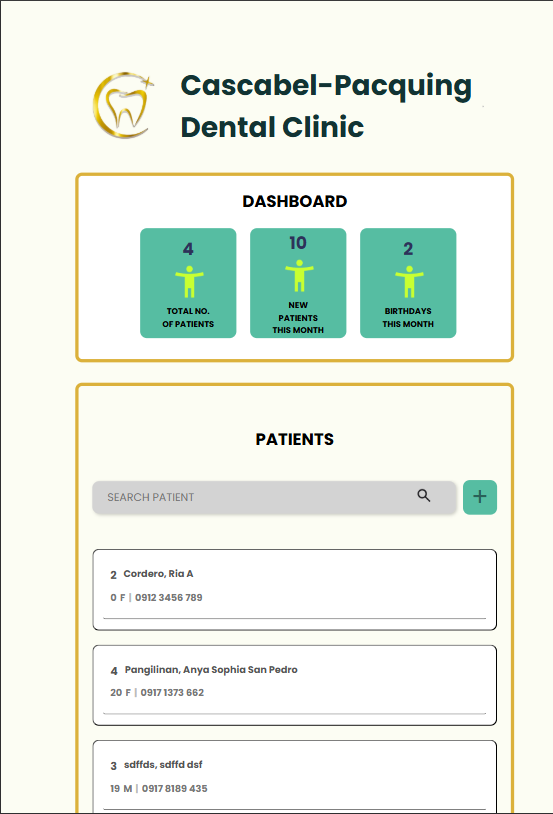 Cascabel-Pacquing
Dental Clinic
DASHBOARD
4
TOTAL NO.
OF PATIENTS
10
NEW
PATIENTS
THIS MONTH
2
BIRTHDAYS
THIS MONTH
PATIENTS
SEARCH PATIENT
+
2 Cordero, Ria A
0 F | 0912 3456 789
4 Pangilinan, Anya Sophia San Pedro
20 F | 0917 1373 662
3 sdffds, sdffd dsf
19 M | 0917 8189 435